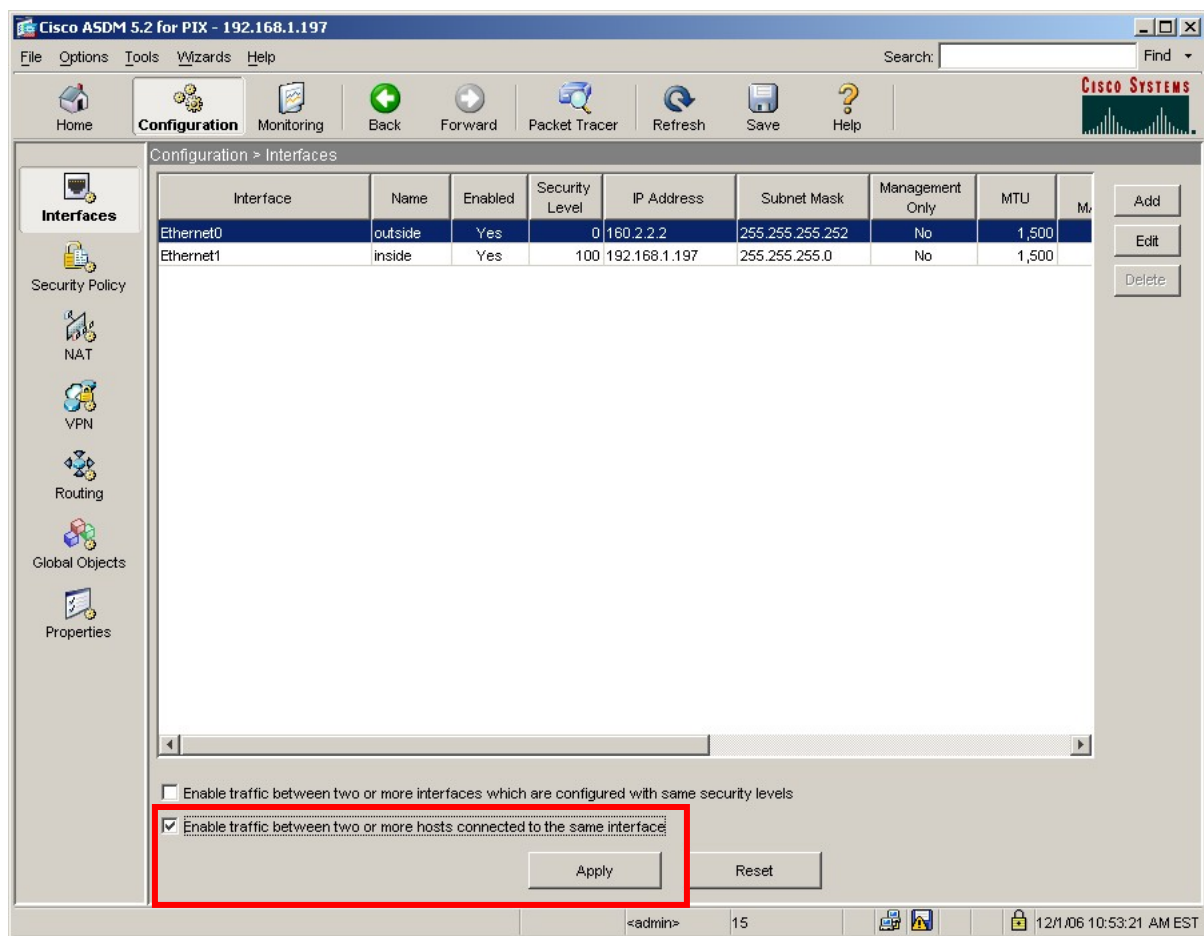 Cisco ASDM 5.2 for PIX - 192.168.1.197
File Options Tools Wizards Help Search: Find
Home Configuration Monitoring Back Forward Packet Tracer Refresh Save Help
CISCO SYSTEMS
Configuration > Interfaces
Interfaces
Security Policy
NAT
VPN
Routing
Global Objects
Properties
Interface Name Enabled Security Level IP Address Subnet Mask Management Only MTU
Ethernet0 outside Yes 0 160.2.2.2 255.255.255.252 No 1,500
Ethernet1 inside Yes 100 192.168.1.197 255.255.255.0 No 1,500
Add
Edit
Delete
Enable traffic between two or more interfaces which are configured with same security levels
Enable traffic between two or more hosts connected to the same interface
Apply Reset
<admin> 15 12/1/06 10:53:21 AM EST